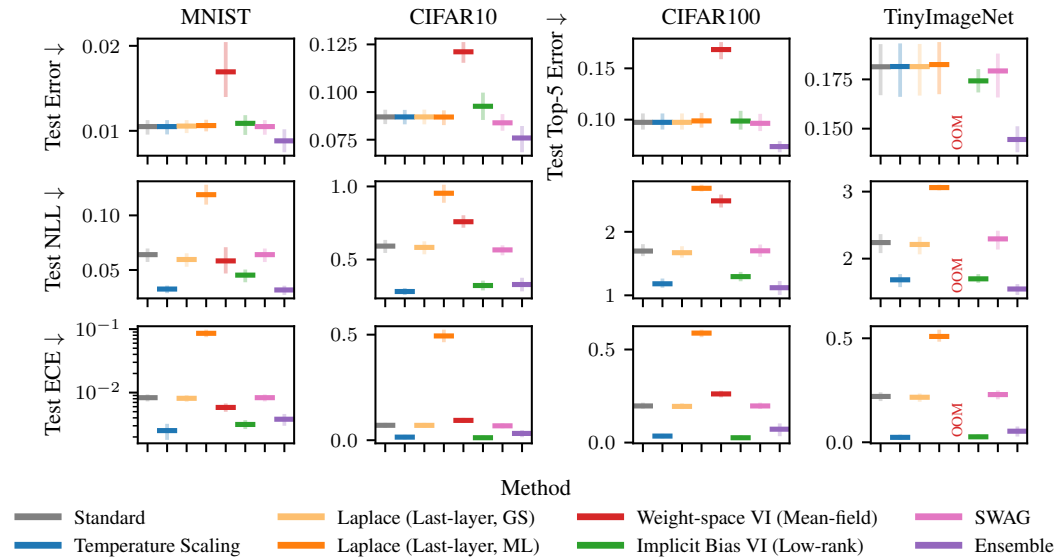 MNIST
CIFAR10
CIFAR100
TinyImageNet
Test Error ↓
0.02
0.01
0.125
0.100
0.075
Test Top-5 Error ↓
0.15
0.10
0.175
0.150
OOM
Test NLL ↓
0.10
0.05
1.0
0.5
0.0
2
1
3
2
OOM
Test ECE ↓
10⁻¹
10⁻²
0.5
0.0
0.5
0.0
0.5
0.0
OOM
Method
Standard
Laplace (Last-layer, GS)
Weight-space VI (Mean-field)
SWAG
Temperature Scaling
Laplace (Last-layer, ML)
Implicit Bias VI (Low-rank)
Ensemble